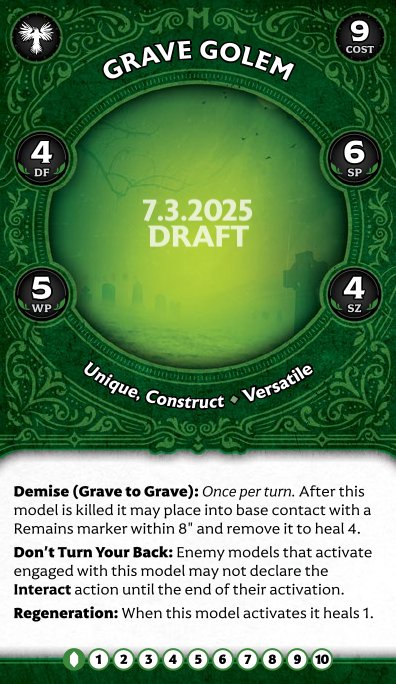 GRAVE GOLEM
9
COST
4
DF
6
SP
7.3.2025
DRAFT
5
WP
4
SZ
Unique, Construct ♦ Versatile
Demise (Grave to Grave): Once per turn. After this
model is killed it may place into base contact with a
Remains marker within 8" and remove it to heal 4.
Don't Turn Your Back: Enemy models that activate
engaged with this model may not declare the
Interact action until the end of their activation.
Regeneration: When this model activates it heals 1.
1 2 3 4 5 6 7 8 9 10